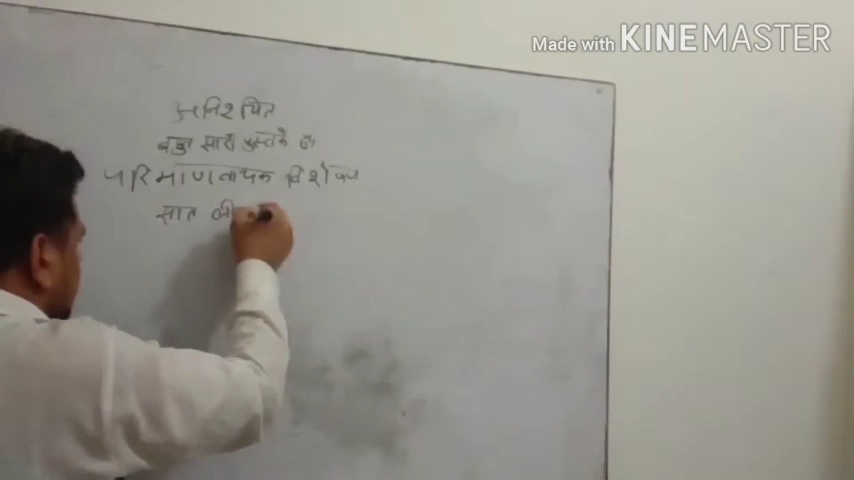 Made with KINEMASTER
अनिश्चित
बहुत सारी पुस्तके है
परिमाणवाचक विशेषण
सात ली